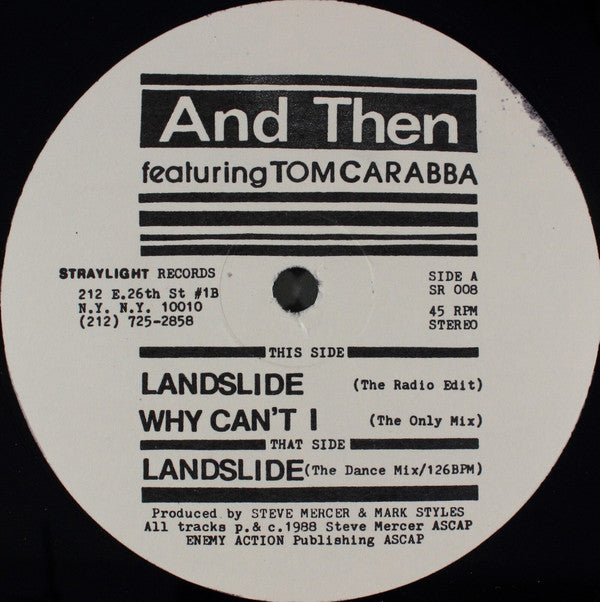 And Then
featuring TOM CARABBA
STRAYLIGHT RECORDS
212 E.26th St #1B
N.Y. N.Y. 10010
(212) 725-2858
SIDE A
SR 008
45 RPM
STEREO
THIS SIDE
LANDSLIDE (The Radio Edit)
WHY CAN'T I (The Only Mix)
THAT SIDE
LANDSLIDE (The Dance Mix/126BPM)
Produced by STEVE MERCER & MARK STYLES
All tracks p.& c.1988 Steve Mercer ASCAP
ENEMY ACTION Publishing ASCAP